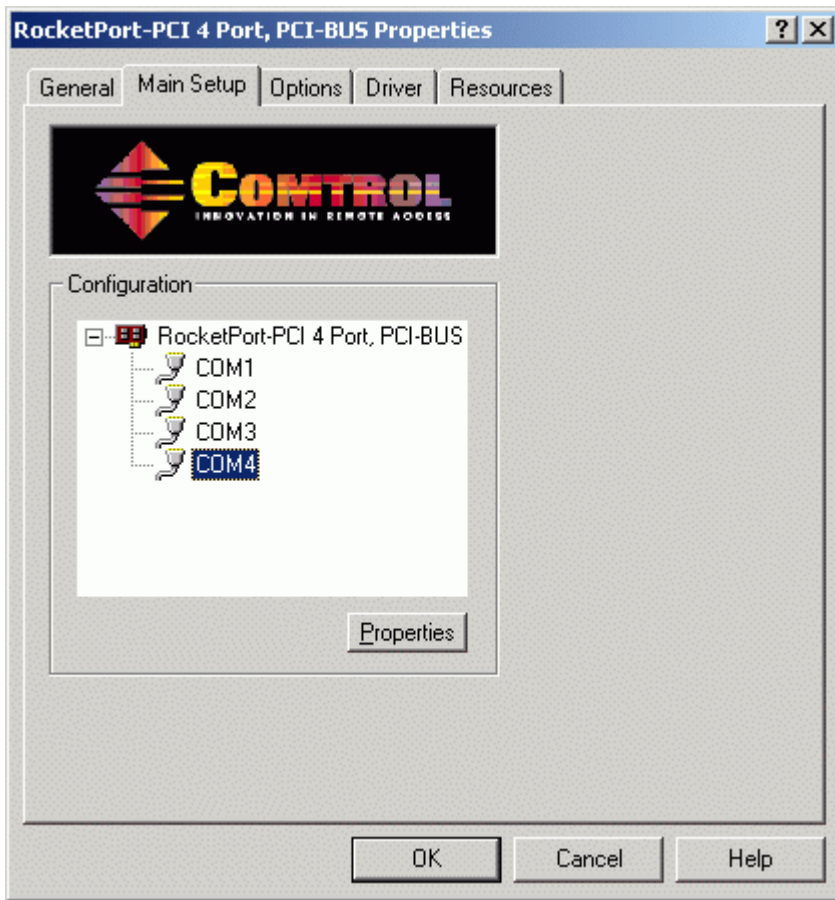 RocketPort-PCI 4 Port, PCI-BUS Properties
General Main Setup Options Driver Resources
COMTROL
INNOVATION IN REMOTE ACCESS
Configuration
RocketPort-PCI 4 Port, PCI-BUS
COM1
COM2
COM3
COM4
Properties
OK Cancel Help